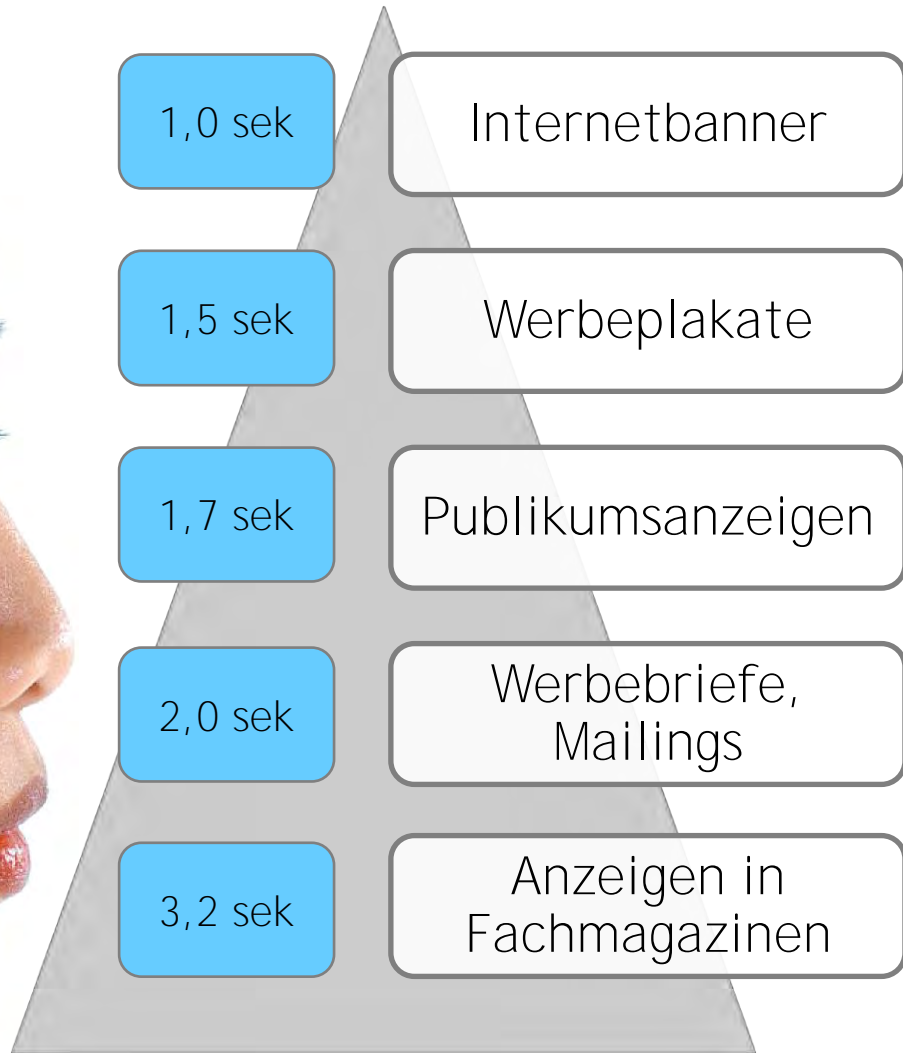 1,0 sek
Internetbanner
1,5 sek
Werbeplakate
1,7 sek
Publikumsanzeigen
2,0 sek
Werbebriefe,
Mailings
3,2 sek
Anzeigen in
Fachmagazinen